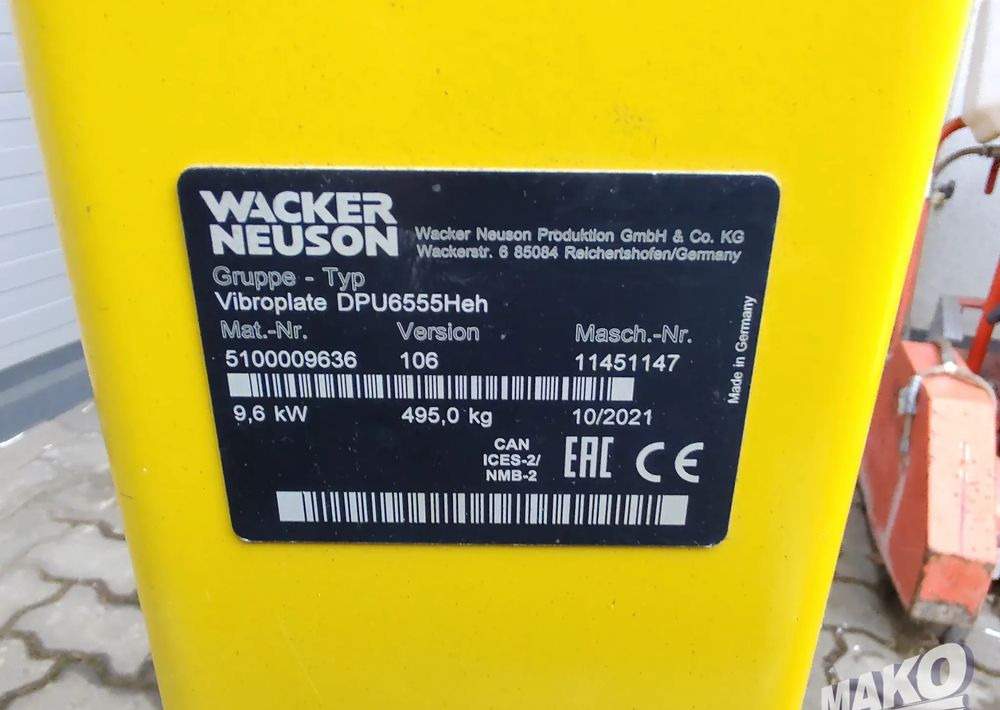 WACKER
NEUSON
Wacker Neuson Produktion GmbH & Co. KG
Wackerstr. 6 85084 Reichertshofen/Germany
Gruppe - Typ
Vibroplate DPU6555Heh
Mat.-Nr. Version Masch.-Nr.
5100009636 106 11451147
9,6 kW 495,0 kg 10/2021
Made in Germany
CAN
ICES-2/
NMB-2
EAC CE
MAKO